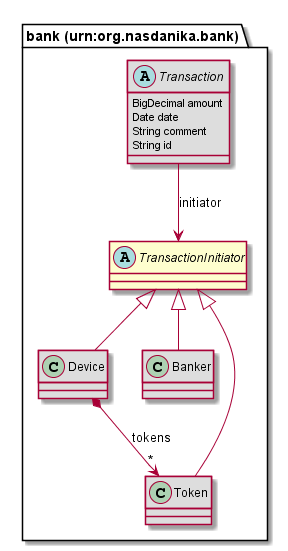 bank (urn:org.nasdanika.bank)
A Transaction
BigDecimal amount
Date date
String comment
String id
initiator
A TransactionInitiator
C Device
C Banker
tokens
*
C Token